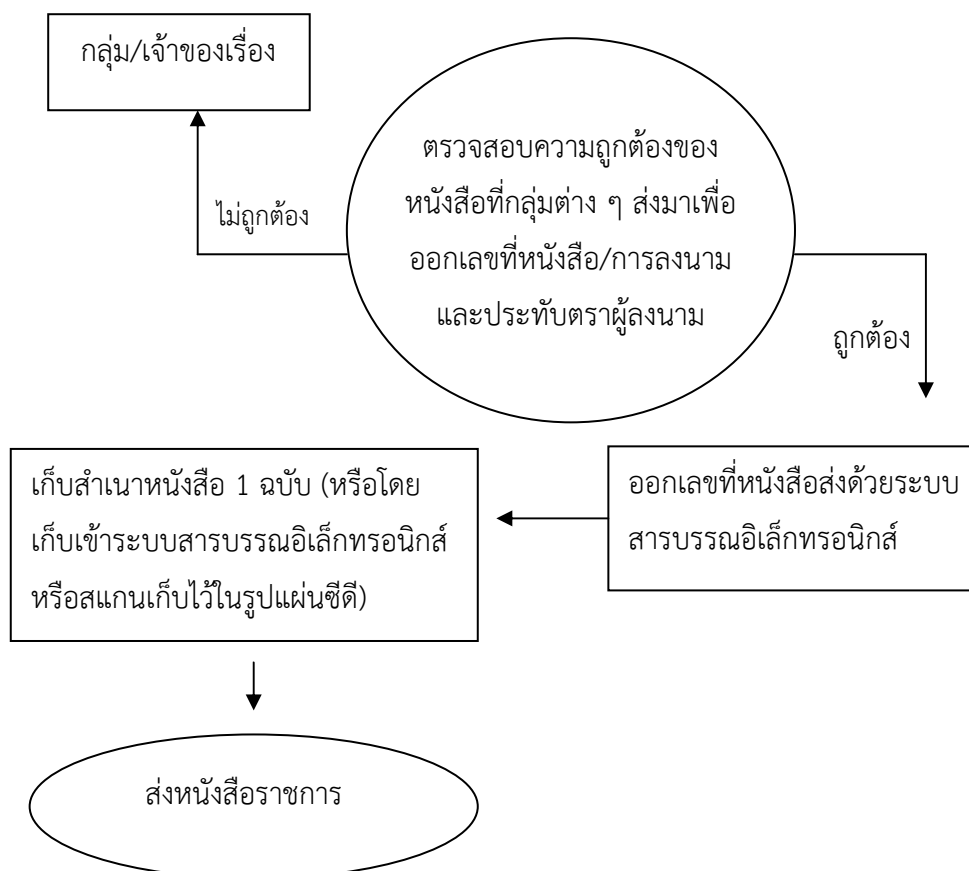 กลุ่ม/เจ้าของเรื่อง
ตรวจสอบความถูกต้องของ
หนังสือที่กลุ่มต่าง ๆ ส่งมาเพื่อ
ออกเลขที่หนังสือ/การลงนาม
และประทับตราผู้ลงนาม
ไม่ถูกต้อง
ถูกต้อง
ออกเลขที่หนังสือส่งด้วยระบบ
สารบรรณอิเล็กทรอนิกส์
เก็บสำเนาหนังสือ 1 ฉบับ (หรือโดย
เก็บเข้าระบบสารบรรณอิเล็กทรอนิกส์
หรือสแกนเก็บไว้ในรูปแผ่นซีดี)
ส่งหนังสือราชการ